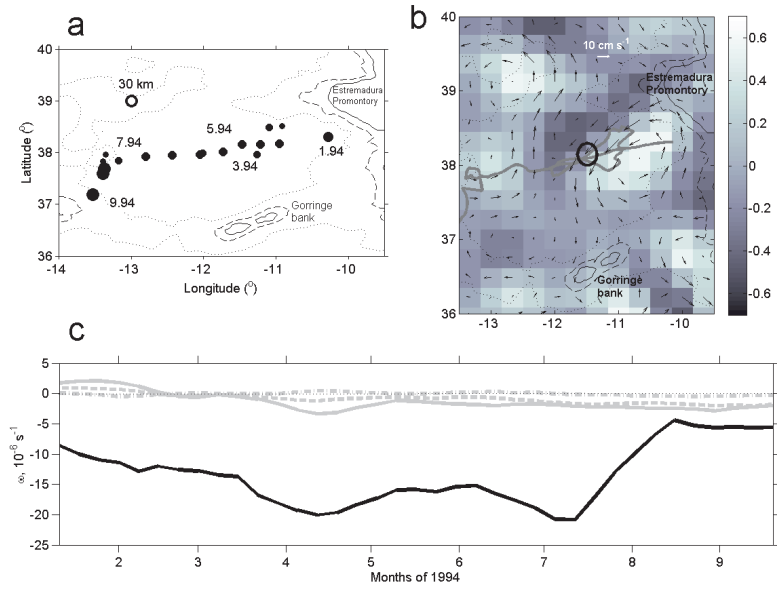 a
40
39
38
37
36
Latitude (º)
30 km
7.94
5.94
3.94
1.94
9.94
Estremadura
Promontory
Gorringe
bank
-14
-13
-12
-11
-10
Longitude (º)
b
40
39
38
37
36
10 cm s⁻¹
Estremadura
Promontory
Gorringe
bank
-13
-12
-11
-10
0.6
0.4
0.2
0
-0.2
-0.4
-0.6
c
5
0
-5
-10
-15
-20
-25
∞, 10⁻⁶ s⁻¹
2
3
4
5
6
7
8
9
Months of 1994